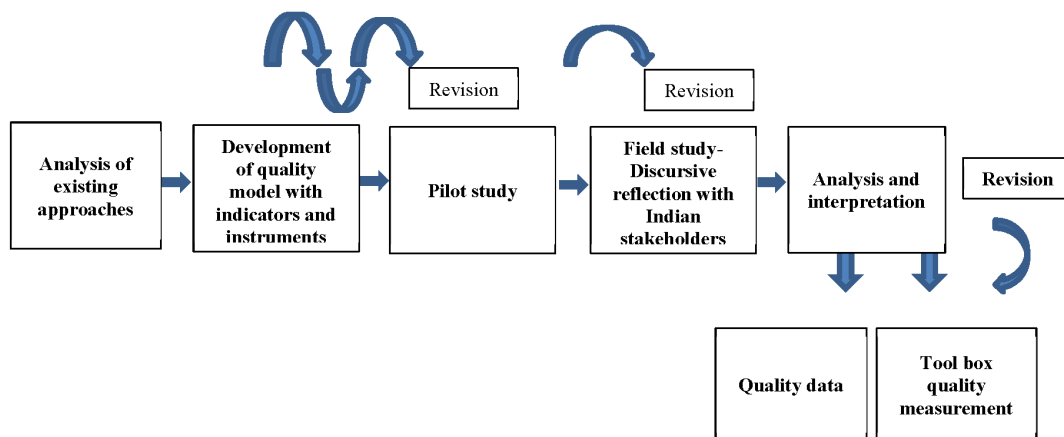 Revision
Revision
Analysis of
existing
approaches
Development
of quality
model with
indicators and
instruments
Pilot study
Field study-
Discursive
reflection with
Indian
stakeholders
Analysis and
interpretation
Revision
Quality data
Tool box
quality
measurement